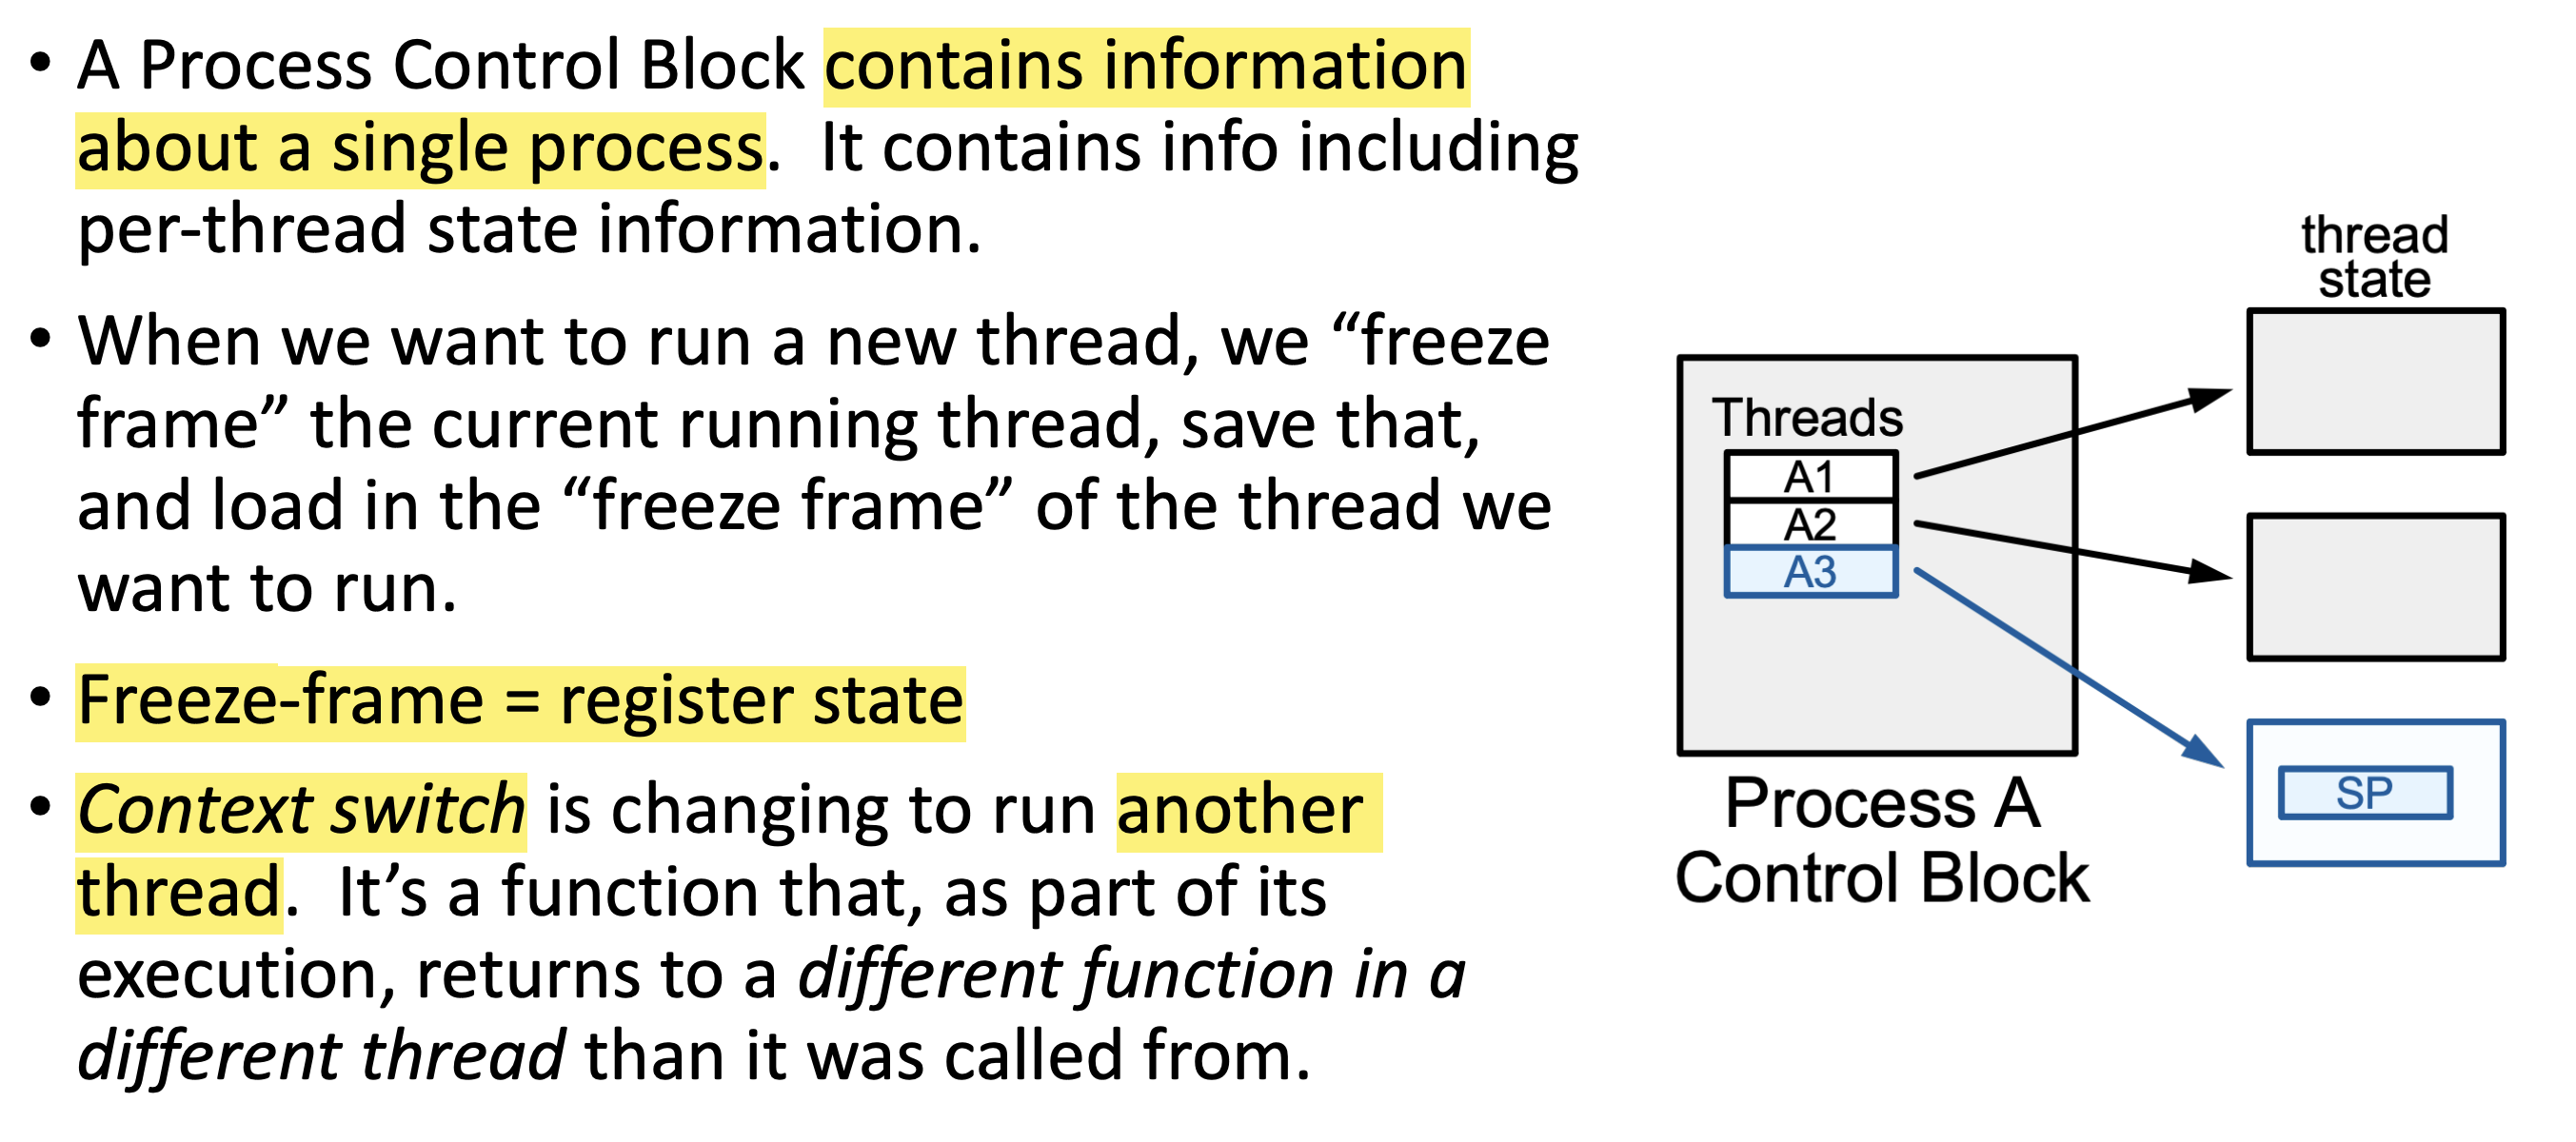 • A Process Control Block contains information
about a single process.  It contains info including
per-thread state information.
• When we want to run a new thread, we “freeze
frame” the current running thread, save that,
and load in the “freeze frame” of the thread we
want to run.
• Freeze-frame = register state
• Context switch is changing to run another
thread.  It’s a function that, as part of its
execution, returns to a different function in a
different thread than it was called from.
thread
state
Threads
A1
A2
A3
SP
Process A
Control Block